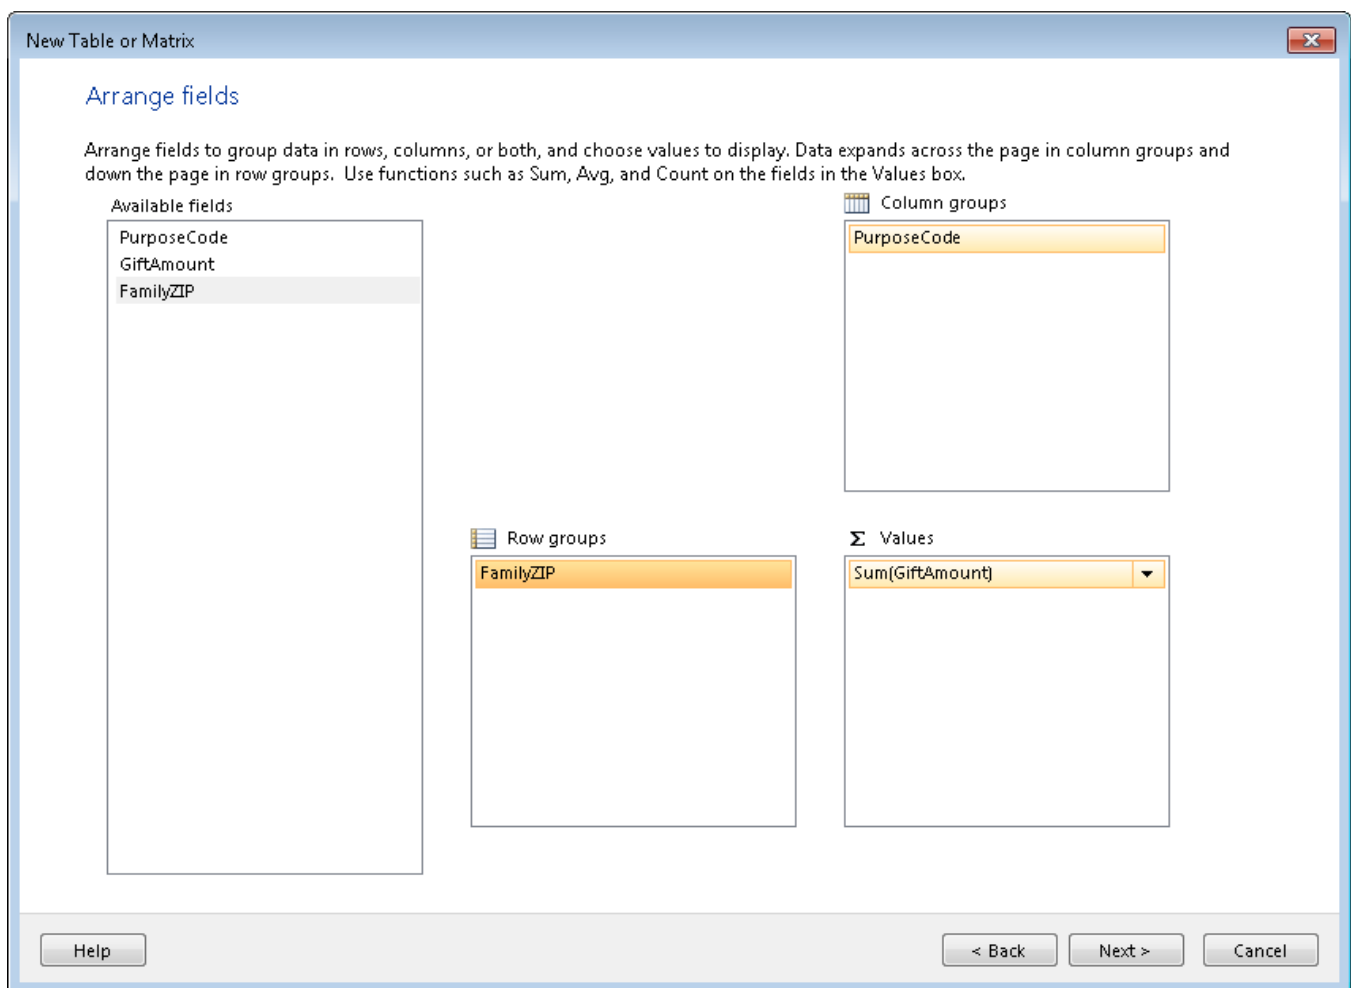 New Table or Matrix
Arrange fields
Arrange fields to group data in rows, columns, or both, and choose values to display. Data expands across the page in column groups and
down the page in row groups.  Use functions such as Sum, Avg, and Count on the fields in the Values box.
Available fields
PurposeCode
GiftAmount
FamilyZIP
Column groups
PurposeCode
Row groups
FamilyZIP
Σ Values
Sum(GiftAmount)
Help
< Back
Next >
Cancel